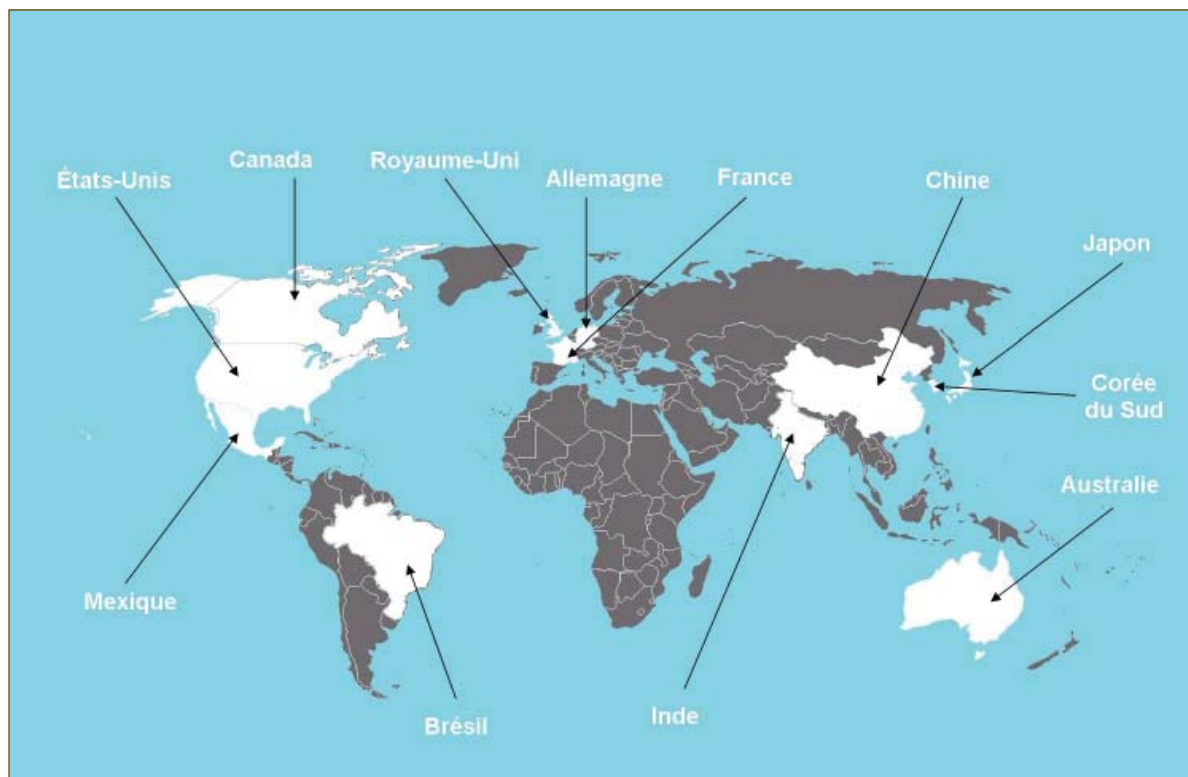 Canada
Royaume-Uni
États-Unis
Allemagne
France
Chine
Japon
Corée
du Sud
Australie
Mexique
Brésil
Inde